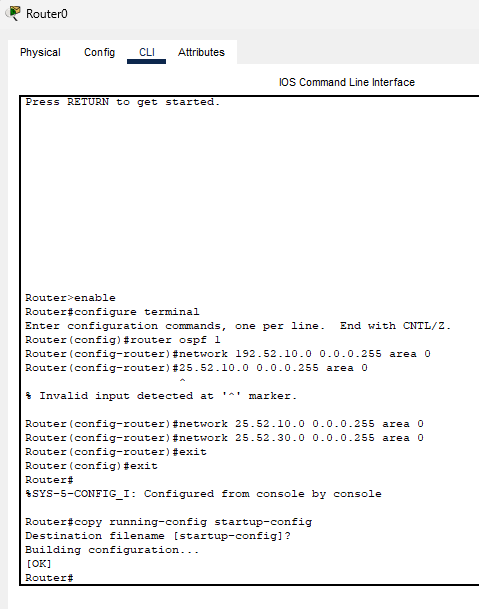 Router0
Physical Config CLI Attributes
IOS Command Line Interface
Press RETURN to get started.
Router>enable
Router#configure terminal
Enter configuration commands, one per line.  End with CNTL/Z.
Router(config)#router ospf 1
Router(config-router)#network 192.52.10.0 0.0.0.255 area 0
Router(config-router)#25.52.10.0 0.0.0.255 area 0
^
% Invalid input detected at '^' marker.
Router(config-router)#network 25.52.10.0 0.0.0.255 area 0
Router(config-router)#network 25.52.30.0 0.0.0.255 area 0
Router(config-router)#exit
Router(config)#exit
Router#
%SYS-5-CONFIG_I: Configured from console by console
Router#copy running-config startup-config
Destination filename [startup-config]?
Building configuration...
[OK]
Router#